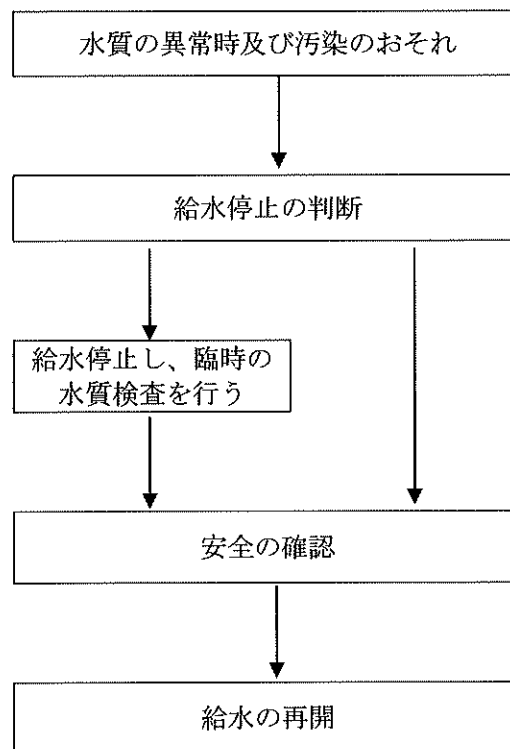 水質の異常時及び汚染のおそれ
給水停止の判断
給水停止し、臨時の
水質検査を行う
安全の確認
給水の再開